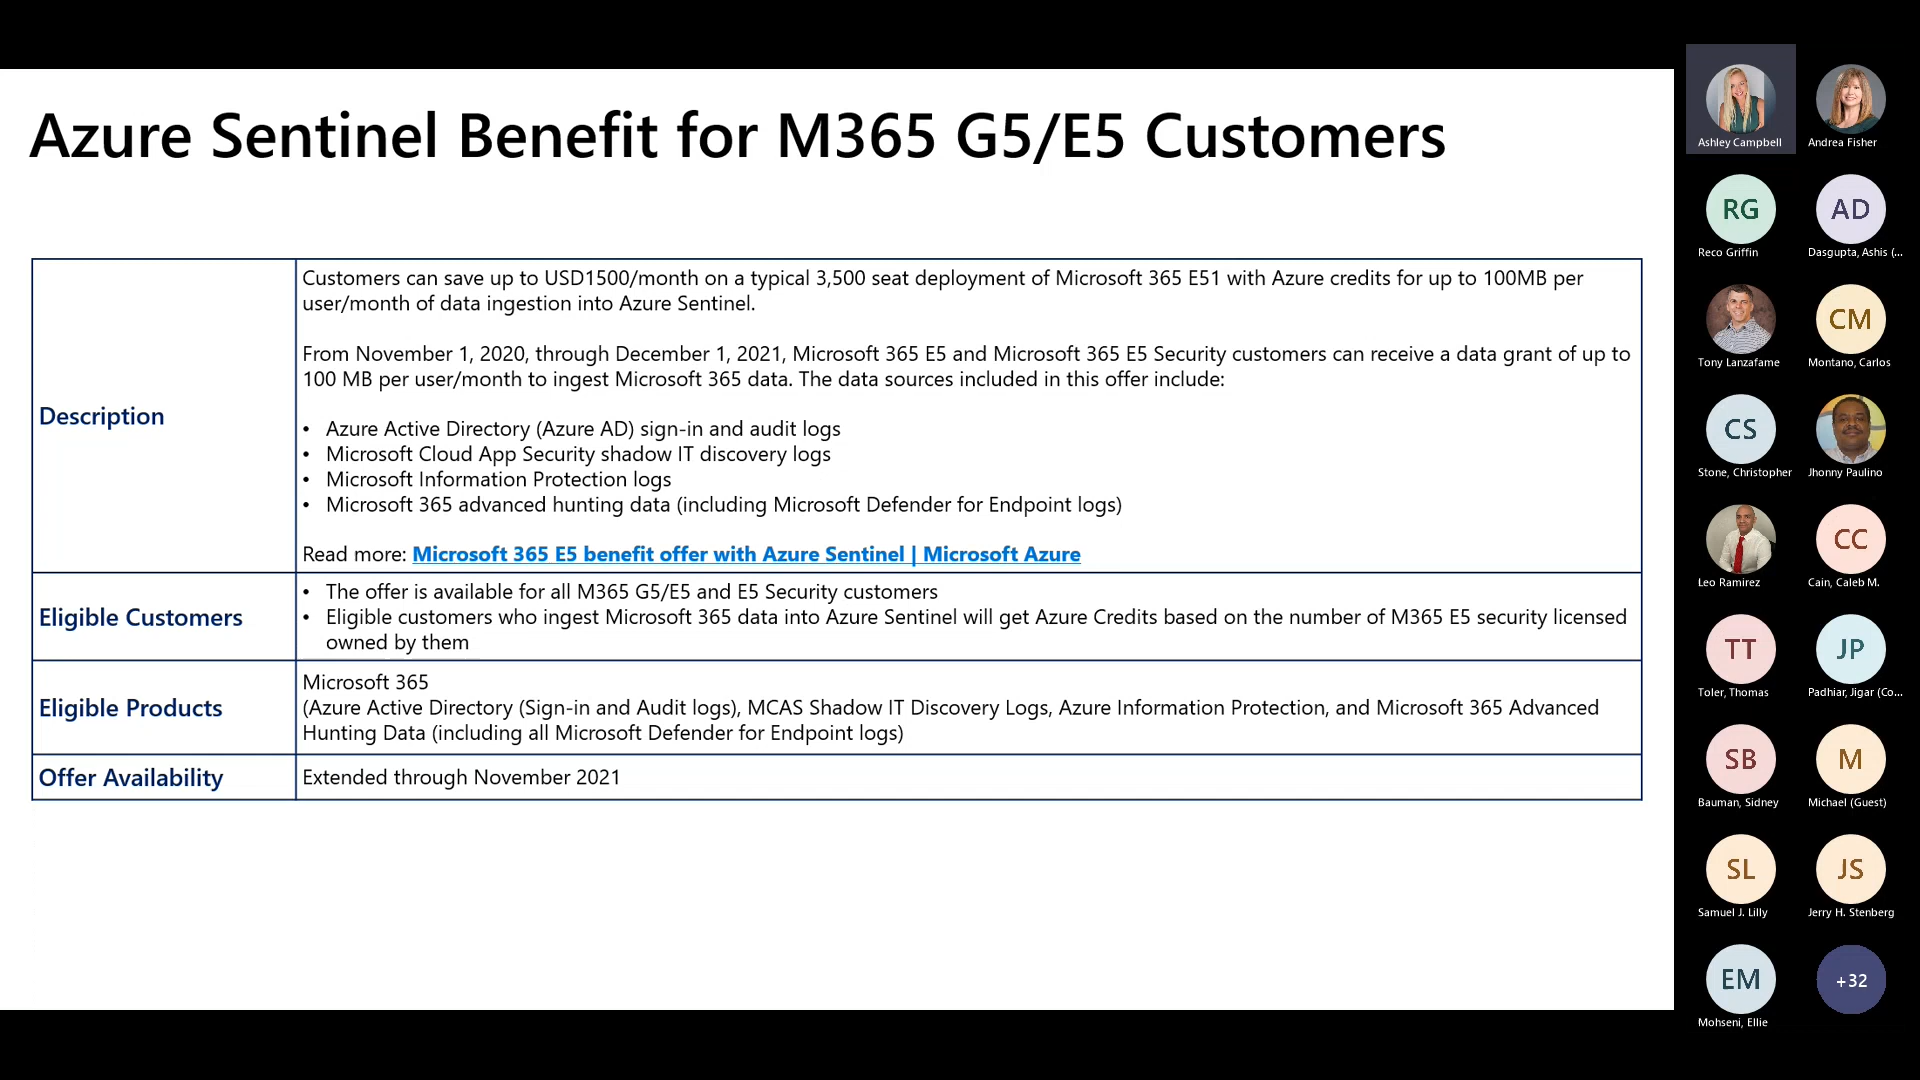 Azure Sentinel Benefit for M365 G5/E5 Customers
Description
Customers can save up to USD1500/month on a typical 3,500 seat deployment of Microsoft 365 E51 with Azure credits for up to 100MB per
user/month of data ingestion into Azure Sentinel.
From November 1, 2020, through December 1, 2021, Microsoft 365 E5 and Microsoft 365 E5 Security customers can receive a data grant of up to
100 MB per user/month to ingest Microsoft 365 data. The data sources included in this offer include:
• Azure Active Directory (Azure AD) sign-in and audit logs
• Microsoft Cloud App Security shadow IT discovery logs
• Microsoft Information Protection logs
• Microsoft 365 advanced hunting data (including Microsoft Defender for Endpoint logs)
Read more: Microsoft 365 E5 benefit offer with Azure Sentinel | Microsoft Azure
Eligible Customers
• The offer is available for all M365 G5/E5 and E5 Security customers
• Eligible customers who ingest Microsoft 365 data into Azure Sentinel will get Azure Credits based on the number of M365 E5 security licensed
owned by them
Eligible Products
Microsoft 365
(Azure Active Directory (Sign-in and Audit logs), MCAS Shadow IT Discovery Logs, Azure Information Protection, and Microsoft 365 Advanced
Hunting Data (including all Microsoft Defender for Endpoint logs)
Offer Availability
Extended through November 2021
Ashley Campbell
Andrea Fisher
RG
Reco Griffin
AD
Dasgupta, Ashis (...
Tony Lanzafame
CM
Montano, Carlos
CS
Stone, Christopher
Jhonny Paulino
Leo Ramirez
CC
Cain, Caleb M.
TT
Toler, Thomas
JP
Padhiar, Jigar (Co...
SB
Bauman, Sidney
M
Michael (Guest)
SL
Samuel J. Lilly
JS
Jerry H. Stenberg
EM
Mohseni, Ellie
+32